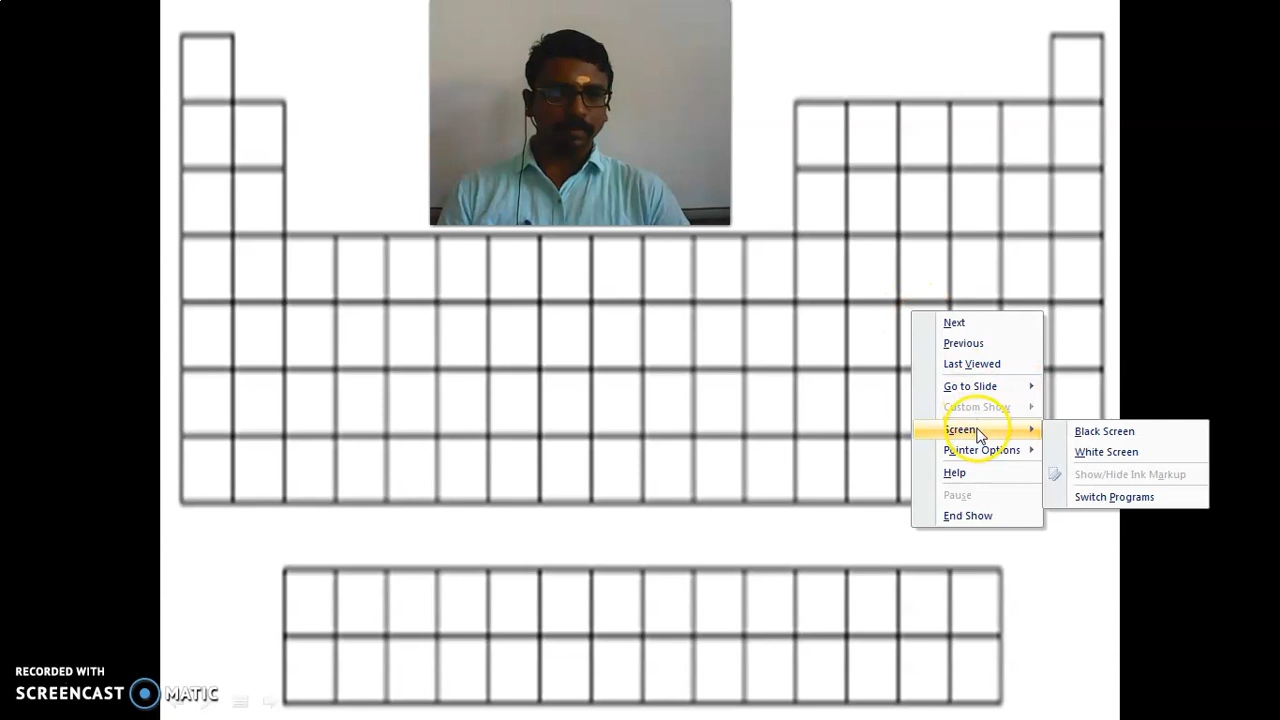 Next
Previous
Last Viewed
Go to Slide
Custom Show
Screen
Pointer Options
Help
Pause
End Show
Black Screen
White Screen
Show/Hide Ink Markup
Switch Programs
RECORDED WITH
SCREENCAST MATIC